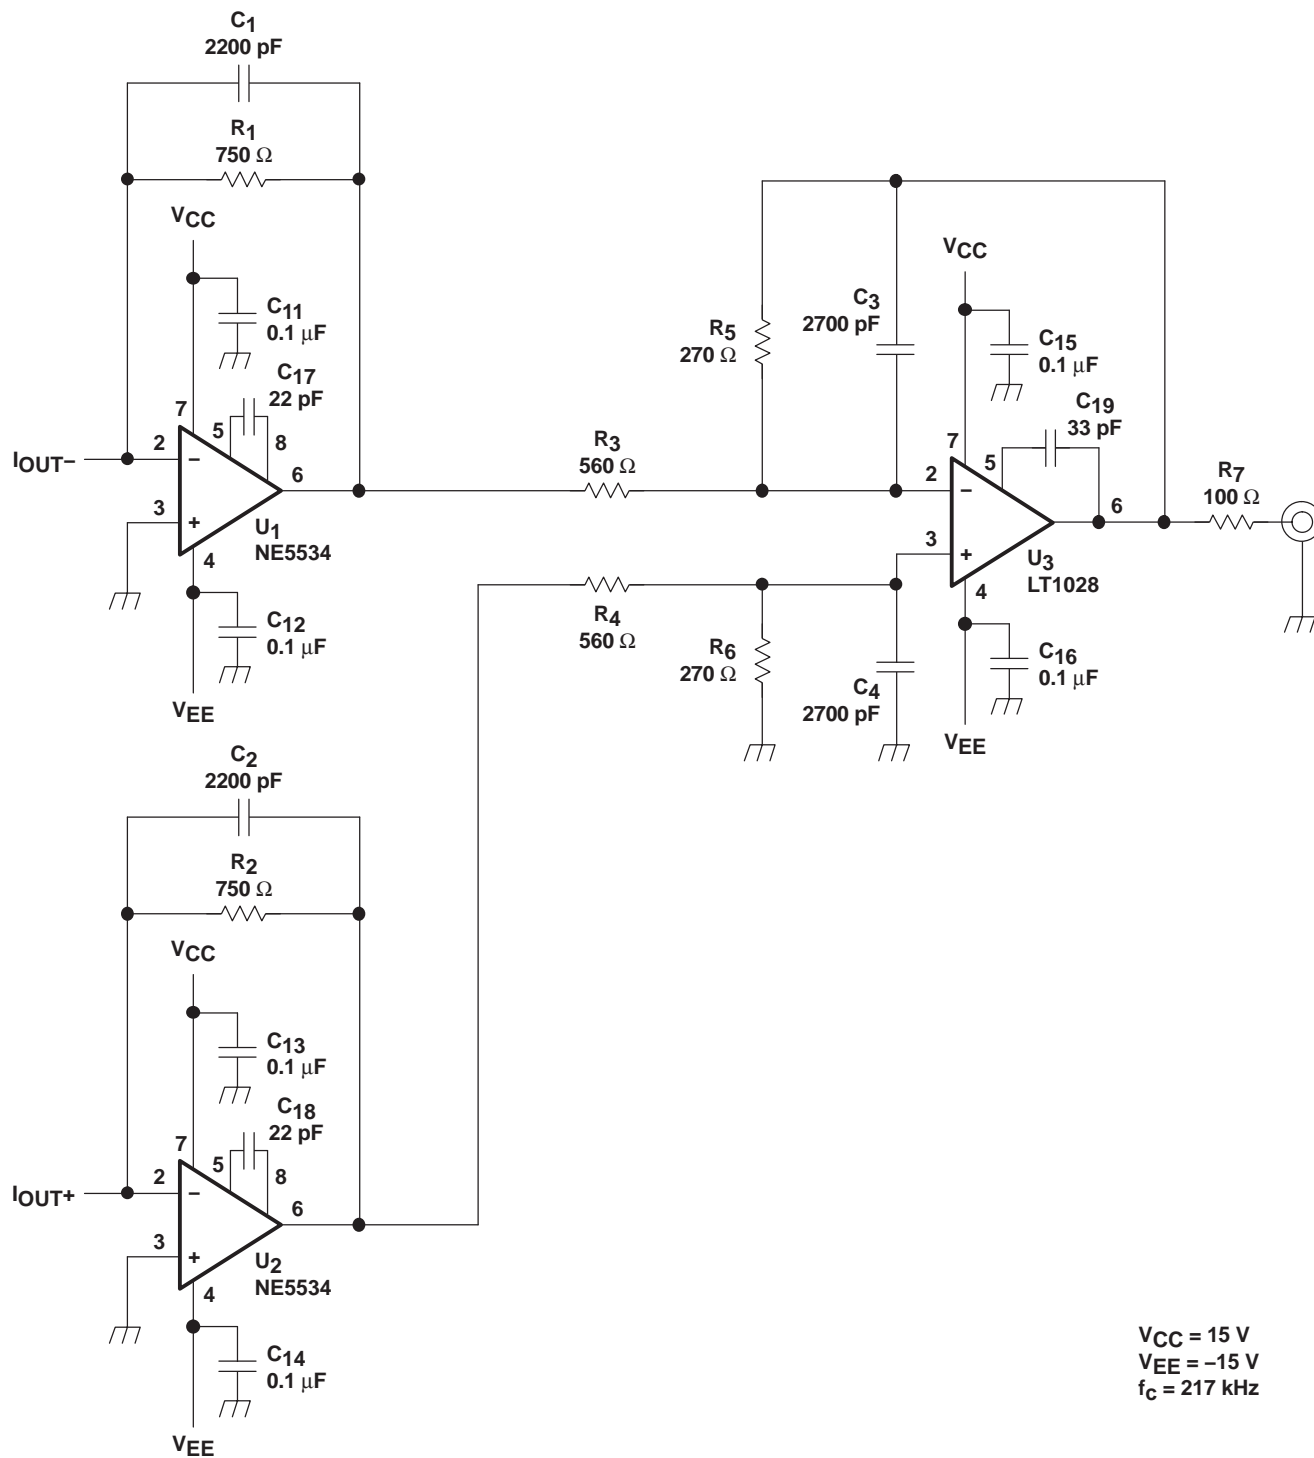 C1
2200 pF
R1
750 Ω
VCC
C11
0.1 μF
C17
22 pF
7
5
8
2
IOUT−
−
6
3
+
U1
NE5534
4
C12
0.1 μF
VEE
R3
560 Ω
R5
270 Ω
C3
2700 pF
VCC
C15
0.1 μF
C19
33 pF
7
5
2
−
6
R7
100 Ω
3
+
U3
LT1028
4
R4
560 Ω
R6
270 Ω
C4
2700 pF
C16
0.1 μF
VEE
C2
2200 pF
R2
750 Ω
VCC
C13
0.1 μF
C18
22 pF
7
5
8
2
IOUT+
−
6
3
+
U2
NE5534
4
C14
0.1 μF
VEE
VCC = 15 V
VEE = –15 V
fc = 217 kHz